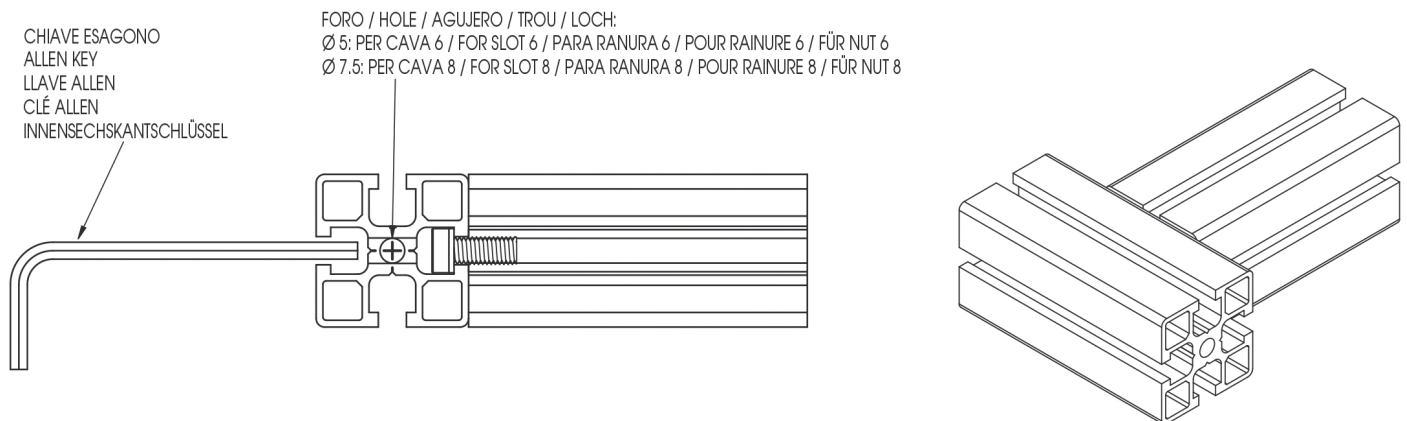 CHIAVE ESAGONO
ALLEN KEY
LLAVE ALLEN
CLÉ ALLEN
INNENSECHSKANTSCHLÜSSEL
FORO / HOLE / AGUJERO / TROU / LOCH:
Ø 5: PER CAVA 6 / FOR SLOT 6 / PARA RANURA 6 / POUR RAINURE 6 / FÜR NUT 6
Ø 7.5: PER CAVA 8 / FOR SLOT 8 / PARA RANURA 8 / POUR RAINURE 8 / FÜR NUT 8